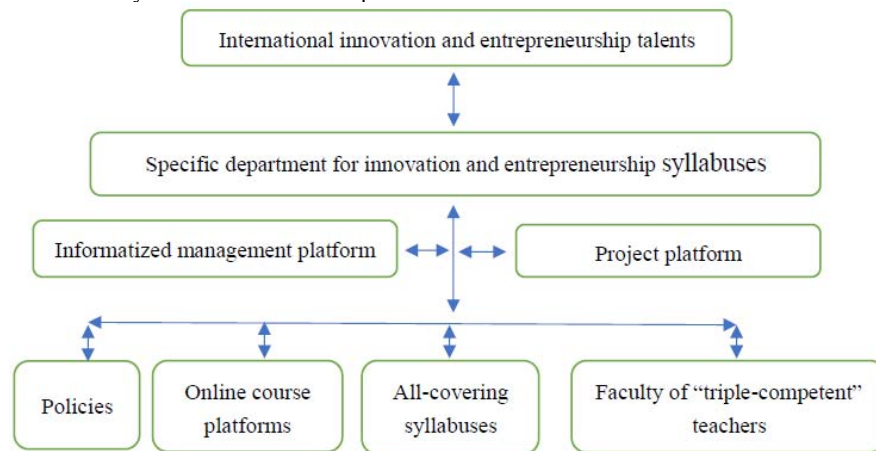 International innovation and entrepreneurship talents
Specific department for innovation and entrepreneurship syllabuses
Informatized management platform
Project platform
Policies
Online course
platforms
All-covering
syllabuses
Faculty of “triple-competent”
teachers